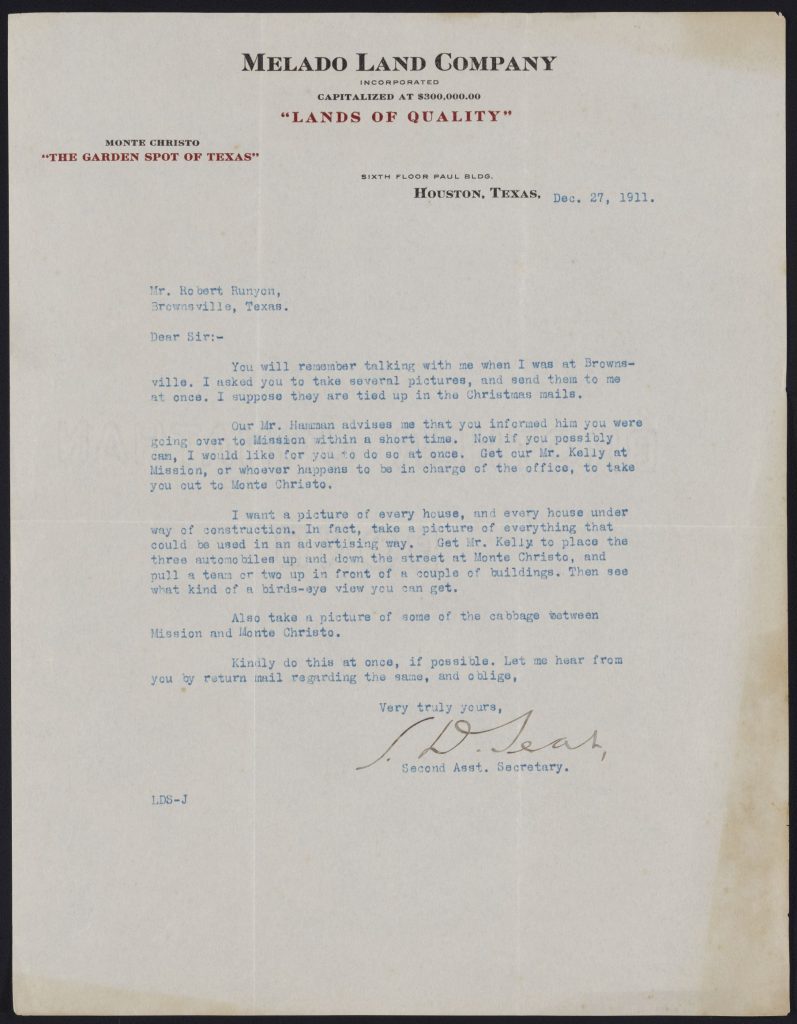 MELADO LAND COMPANY
INCORPORATED
CAPITALIZED AT $300,000.00
"LANDS OF QUALITY"
MONTE CHRISTO
"THE GARDEN SPOT OF TEXAS"
SIXTH FLOOR PAUL BLDG.
HOUSTON, TEXAS, Dec. 27, 1911.
Mr. Robert Runyon,
Brownsville, Texas.
Dear Sir:-
You will remember talking with me when I was at Browns-
ville. I asked you to take several pictures, and send them to me
at once. I suppose they are tied up in the Christmas mails.
Our Mr. Hamman advises me that you informed him you were
going over to Mission within a short time. Now if you possibly
can, I would like for you to do so at once. Get our Mr. Kelly at
Mission, or whoever happens to be in charge of the office, to take
you out to Monte Christo.
I want a picture of every house, and every house under
way of construction. In fact, take a picture of everything that
could be used in an advertising way. Get Mr. Kelly to place the
three automobiles up and down the street at Monte Christo, and
pull a team or two up in front of a couple of buildings. Then see
what kind of a birds-eye view you can get.
Also take a picture of some of the cabbage between
Mission and Monte Christo.
Kindly do this at once, if possible. Let me hear from
you by return mail regarding the same, and oblige,
Very truly yours,
Second Asst. Secretary.
LDS-J